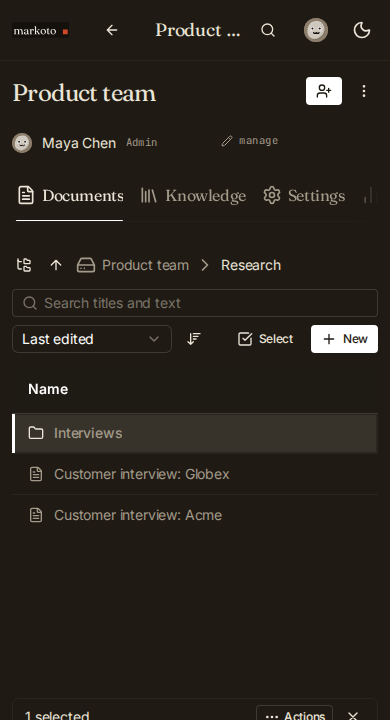 markoto
Product ...
Product team
Maya Chen Admin manage
Documents Knowledge Settings
Product team Research
Search titles and text
Last edited Select New
Name
Interviews
Customer interview: Globex
Customer interview: Acme
1 selected Actions